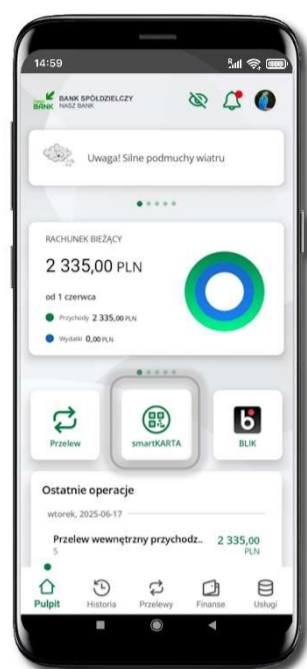 14:59
BANK SPÓŁDZIELCZY
BANK NASZ BANK
Uwaga! Silne podmuchy wiatru
RACHUNEK BIEŻĄCY
2 335,00 PLN
od 1 czerwca
Przychody 2 335,00 PLN
Wydatki 0,00 PLN
Przelew smartKARTA BLIK
Ostatnie operacje
wtorek, 2025-06-17
Przelew wewnętrzny przychodz.. 2 335,00
5 PLN
Pulpit Historia Przelewy Finanse Usługi